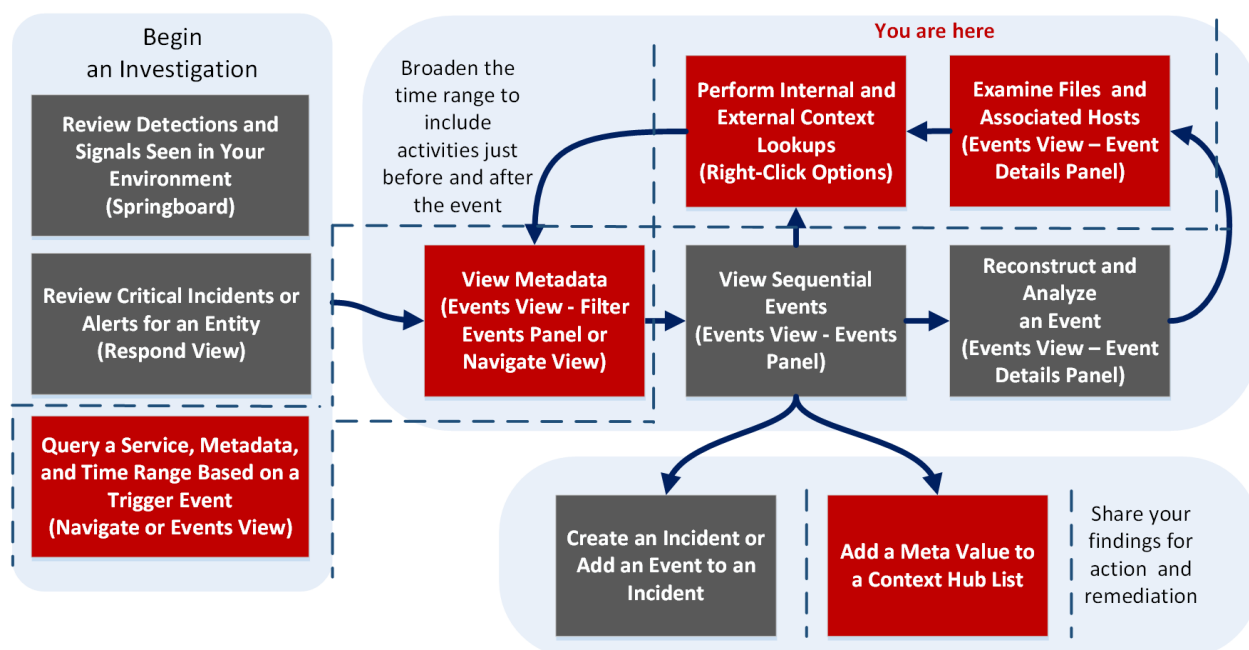 Begin
an Investigation
Review Detections and
Signals Seen in Your
Environment
(Springboard)
Review Critical Incidents or
Alerts for an Entity
(Respond View)
Query a Service, Metadata,
and Time Range Based on a
Trigger Event
(Navigate or Events View)
Broaden the
time range to
include
activities just
before and after
the event
You are here
Perform Internal and
External Context
Lookups
(Right-Click Options)
Examine Files and
Associated Hosts
(Events View – Event
Details Panel)
View Metadata
(Events View - Filter
Events Panel or
Navigate View)
View Sequential
Events
(Events View - Events
Panel)
Reconstruct and
Analyze
an Event
(Events View – Event
Details Panel)
Create an Incident or
Add an Event to an
Incident
Add a Meta Value to
a Context Hub List
Share your
findings for
action and
remediation